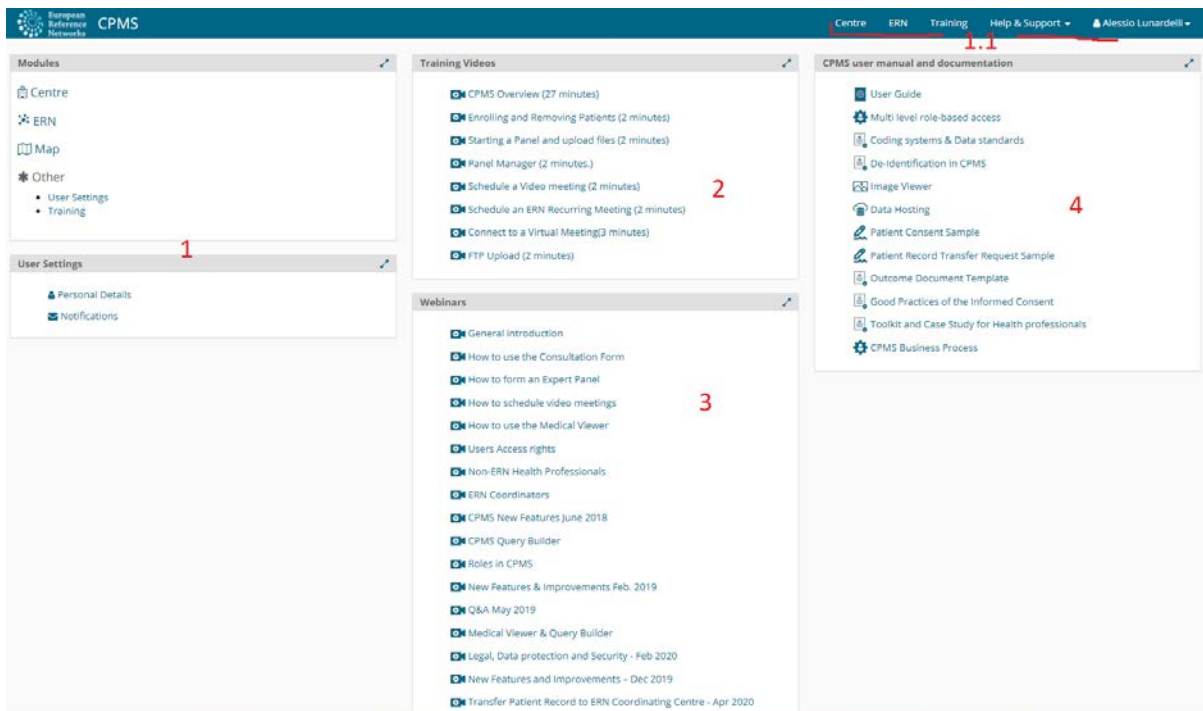 European
Reference
Networks
CPMS
Centre ERN Training Help & Support Alessio Lunardelli
1.1
Modules
Centre
ERN
Map
Other
User Settings
Training
1
User Settings
Personal Details
Notifications
Training Videos
CPMS Overview (27 minutes)
Enrolling and Removing Patients (2 minutes)
Starting a Panel and upload files (2 minutes)
Panel Manager (2 minutes.)
Schedule a Video meeting (2 minutes)
2
Schedule an ERN Recurring Meeting (2 minutes)
Connect to a Virtual Meeting(3 minutes)
FTP Upload (2 minutes)
Webinars
General introduction
How to use the Consultation Form
How to form an Expert Panel
How to schedule video meetings
3
How to use the Medical Viewer
Users Access rights
Non-ERN Health Professionals
ERN Coordinators
CPMS New Features June 2018
CPMS Query Builder
Roles in CPMS
New Features & Improvements Feb. 2019
Q&A May 2019
Medical Viewer & Query Builder
Legal, Data protection and Security - Feb 2020
New Features and Improvements – Dec 2019
Transfer Patient Record to ERN Coordinating Centre - Apr 2020
CPMS user manual and documentation
User Guide
Multi level role-based access
Coding systems & Data standards
De-Identification in CPMS
Image Viewer
4
Data Hosting
Patient Consent Sample
Patient Record Transfer Request Sample
Outcome Document Template
Good Practices of the Informed Consent
Toolkit and Case Study for Health professionals
CPMS Business Process